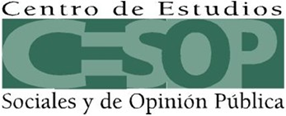 Centro de Estudios
CESOP
Sociales y de Opinión Pública